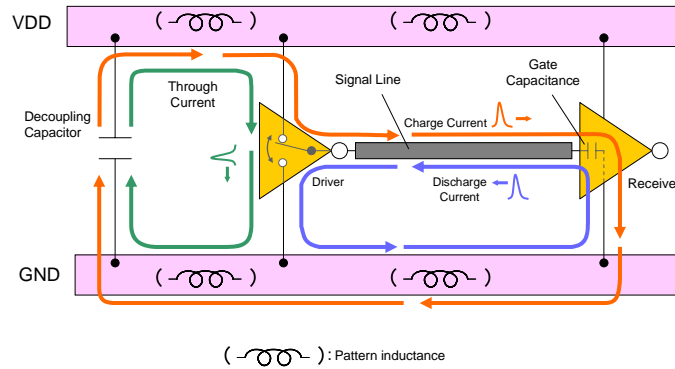 VDD
Through
Current
Decoupling
Capacitor
Signal Line
Gate
Capacitance
Charge Current
Driver
Discharge
Current
Receive
GND
( ) : Pattern inductance